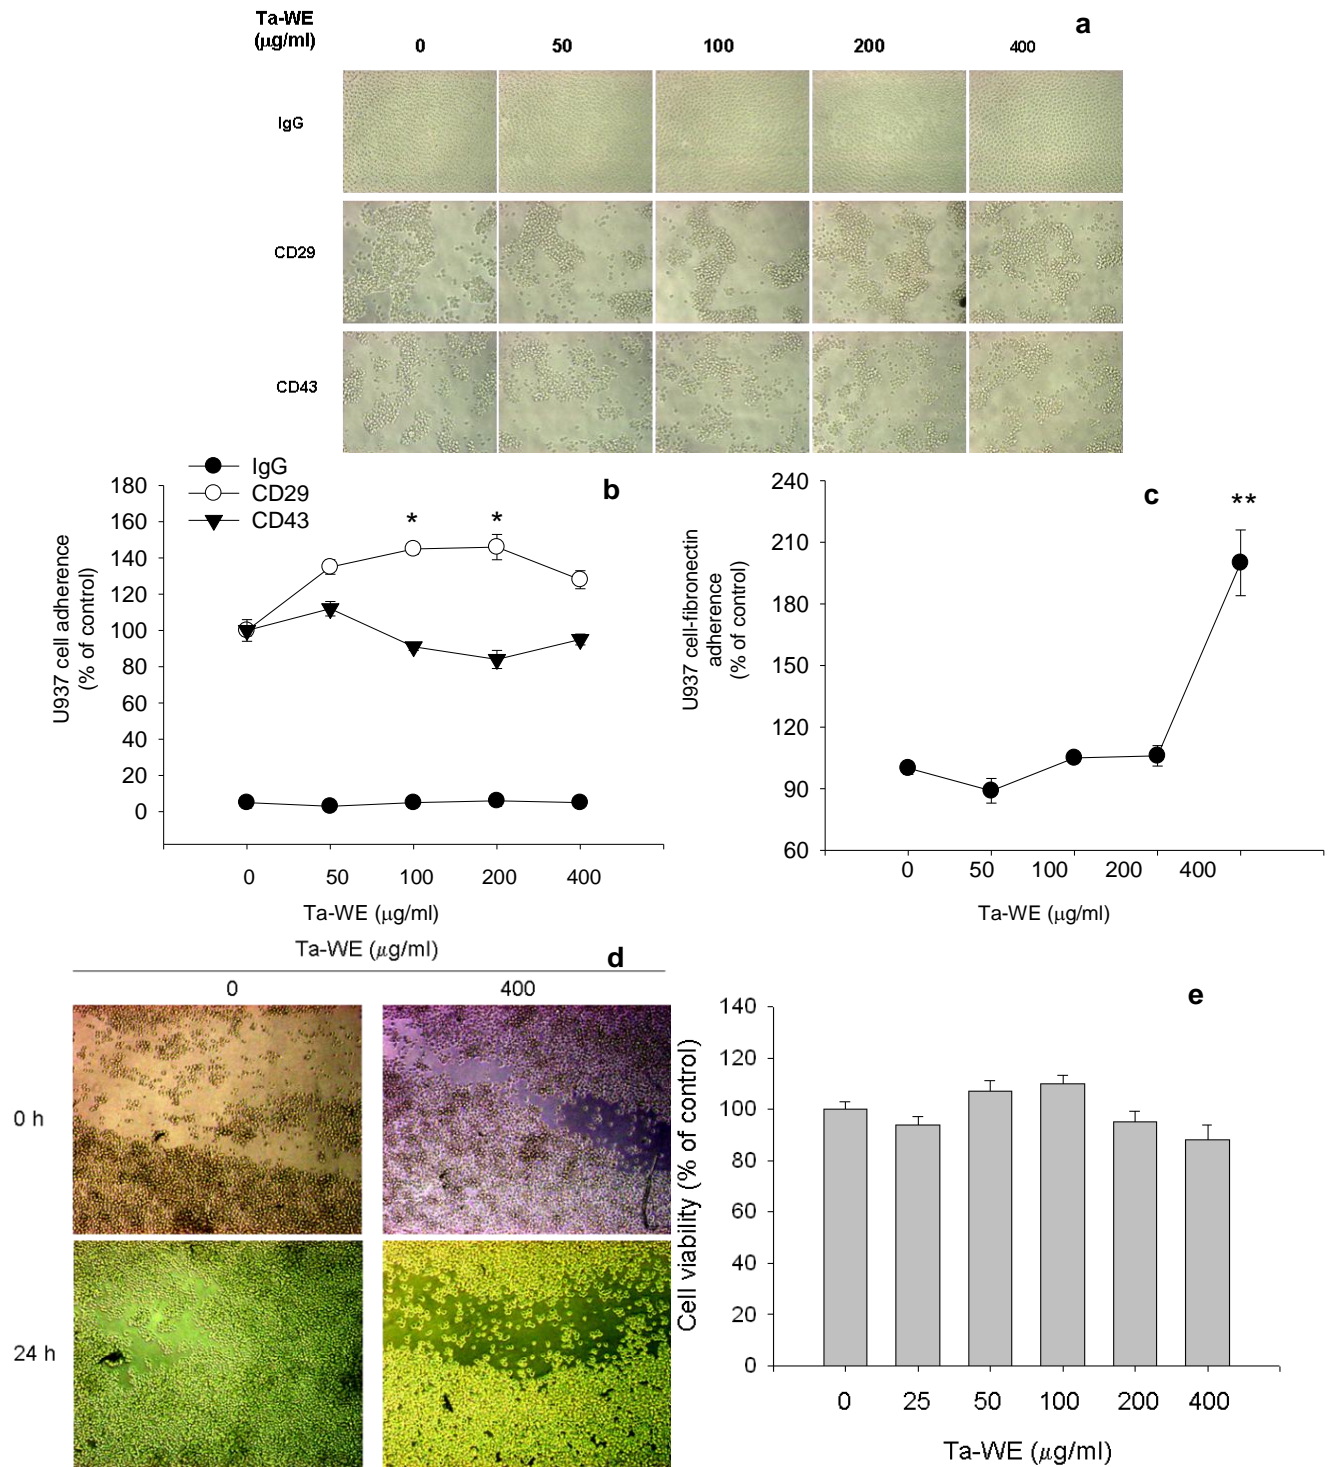 Ta-WE
(μg/ml)
0 50 100 200 400
a
IgG
CD29
CD43
IgG
CD29
CD43
b
* *
180
160
140
120
100
80
60
40
20
0
U937 cell adherence
(% of control)
0 50 100 200 400
Ta-WE (μg/ml)
c
**
240
210
180
150
120
90
60
U937 cell-fibronectin
adherence
(% of control)
0 50 100 200 400
Ta-WE (μg/ml)
Ta-WE (μg/ml)
d
0 400
0 h
24 h
e
140
120
100
80
60
40
20
0
Cell viability (% of control)
0 25 50 100 200 400
Ta-WE (μg/ml)